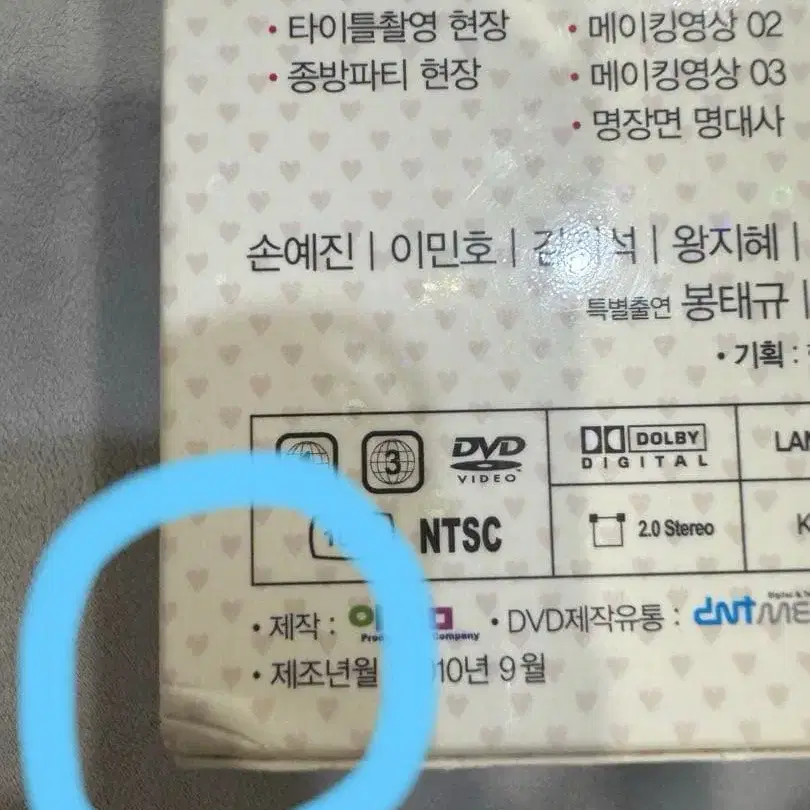 • 타이틀촬영 현장 • 메이킹영상 02
• 종방파티 현장 • 메이킹영상 03
• 명장면 명대사
손예진 | 이민호 | 왕지혜 |
특별출연 봉태규 |
• 기획 :
3 DVD VIDEO DOLBY DIGITAL LAN
NTSC 2.0 Stereo K
• 제작 : Company • DVD제작유통 : dnt
• 제조년월 10년 9월